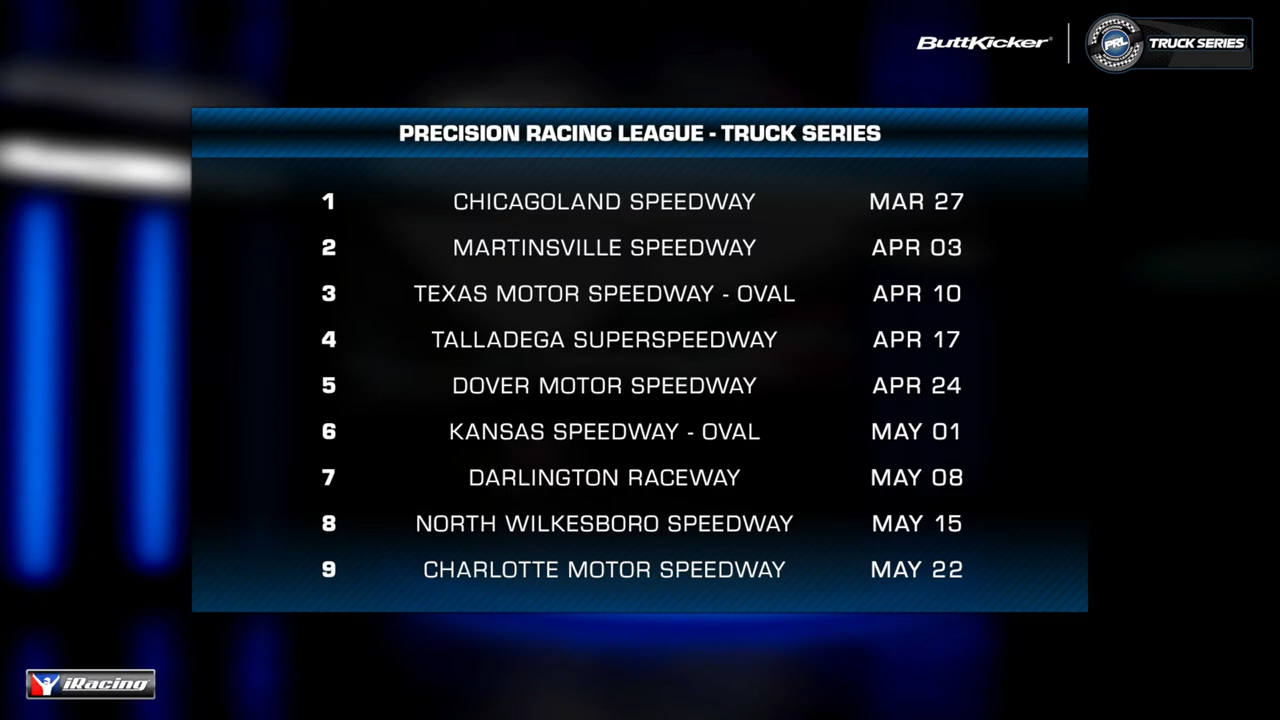 ButtKicker
PRL TRUCK SERIES
PRECISION RACING LEAGUE - TRUCK SERIES
1 CHICAGOLAND SPEEDWAY MAR 27
2 MARTINSVILLE SPEEDWAY APR 03
3 TEXAS MOTOR SPEEDWAY - OVAL APR 10
4 TALLADEGA SUPERSPEEDWAY APR 17
5 DOVER MOTOR SPEEDWAY APR 24
6 KANSAS SPEEDWAY - OVAL MAY 01
7 DARLINGTON RACEWAY MAY 08
8 NORTH WILKESBORO SPEEDWAY MAY 15
9 CHARLOTTE MOTOR SPEEDWAY MAY 22
iRacing